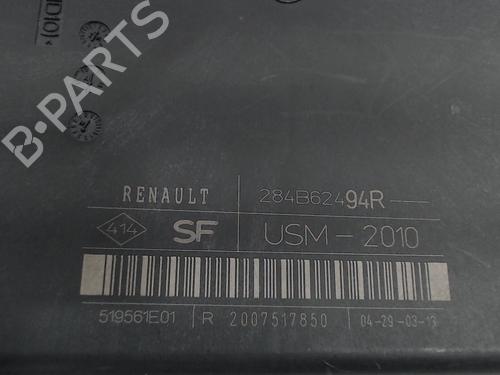 B-PARTS
RENAULT 284B62494R
414 SF USM-2010
519561E01 R 2007517850 04-29-03-13